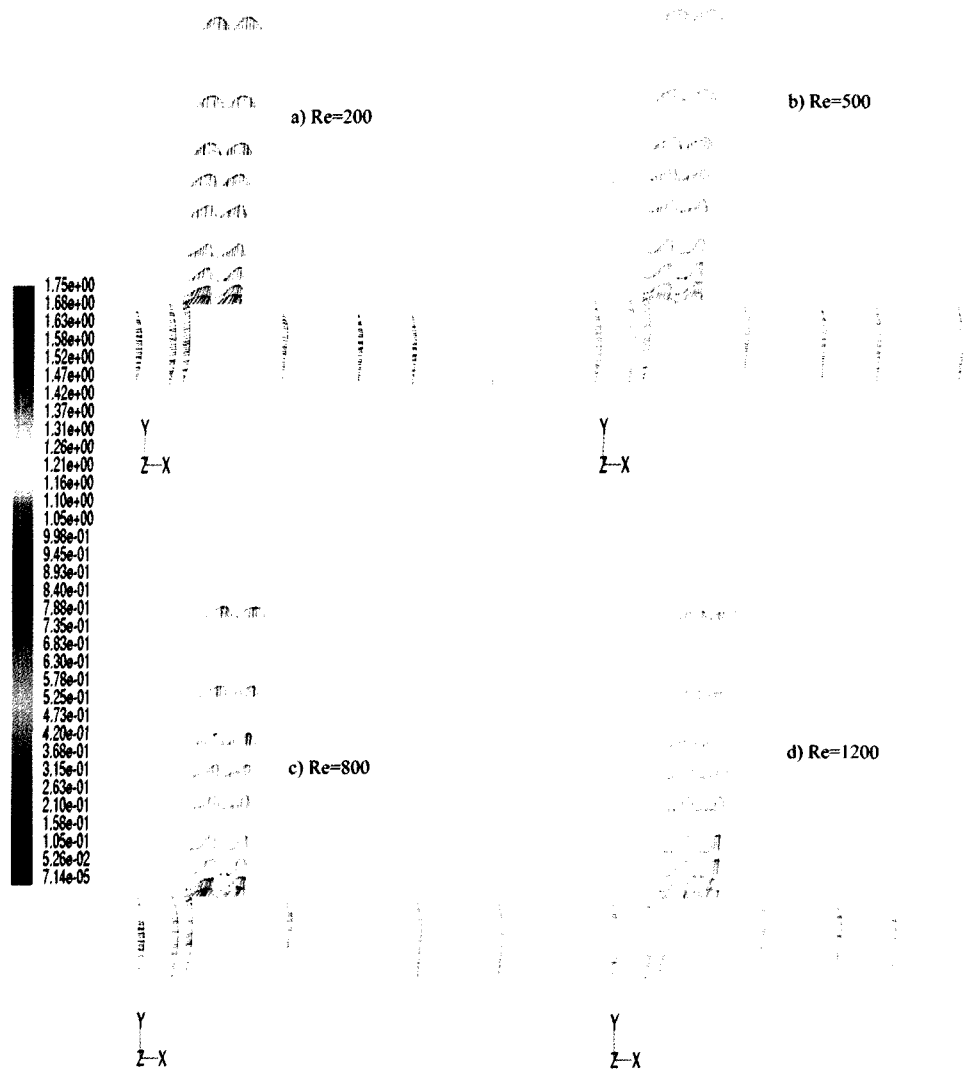 a) Re=200
b) Re=500
1.75e+00
1.68e+00
1.63e+00
1.58e+00
1.52e+00
1.47e+00
1.42e+00
1.37e+00
1.31e+00
1.26e+00
1.21e+00
1.16e+00
1.10e+00
1.05e+00
9.98e-01
9.45e-01
8.93e-01
8.40e-01
7.88e-01
7.35e-01
6.83e-01
6.30e-01
5.78e-01
5.25e-01
4.73e-01
4.20e-01
3.68e-01
3.15e-01
2.63e-01
2.10e-01
1.58e-01
1.05e-01
5.26e-02
7.14e-05
Y
Z X
Y
Z X
c) Re=800
d) Re=1200
Y
Z X
Y
Z X